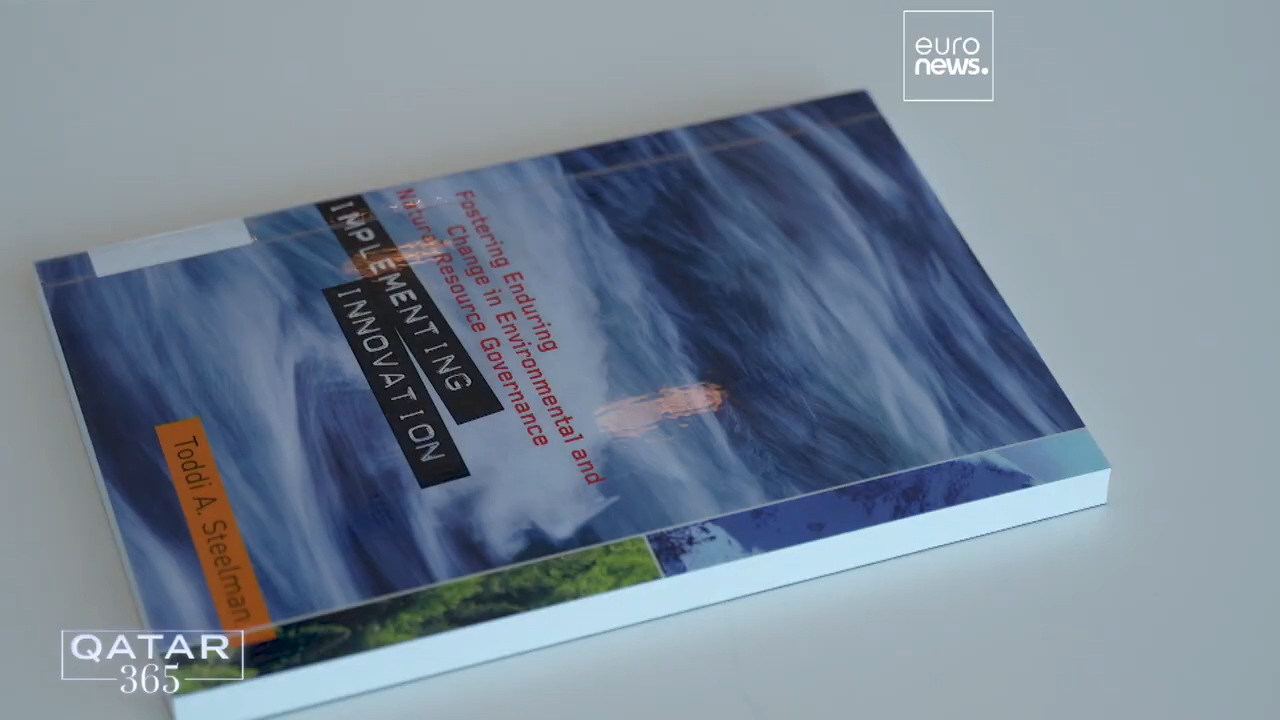 euro
news.
IMPLEMENTING
INNOVATION
Fostering Enduring
Change in Environmental and
Natural Resource Governance
Toddi A. Steelman
QATAR
365